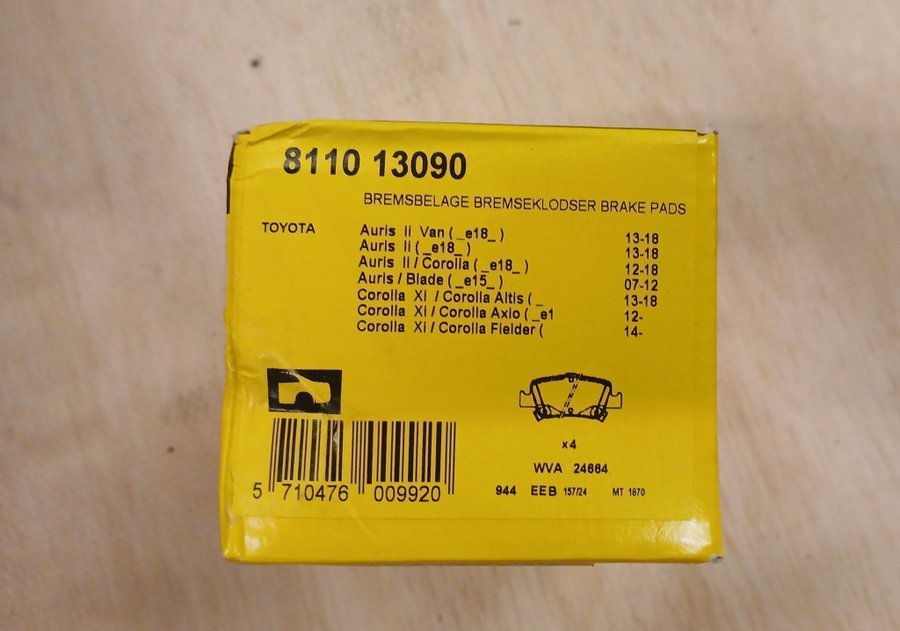 8110 13090
BREMSBELAGE BREMSEKLODSER BRAKE PADS
TOYOTA
Auris Ii Van ( _e18_ ) 13-18
Auris Ii ( _e18_ ) 13-18
Auris Ii / Corolla ( _e18_ ) 12-18
Auris / Blade ( _e15_ ) 07-12
Corolla Xi / Corolla Altis ( _ 13-18
Corolla Xi / Corolla Axio ( _e1 12-
Corolla Xi / Corolla Fielder ( 14-
x4
WVA 24664
5 710476 009920
944 EEB 157/24 MT 1870